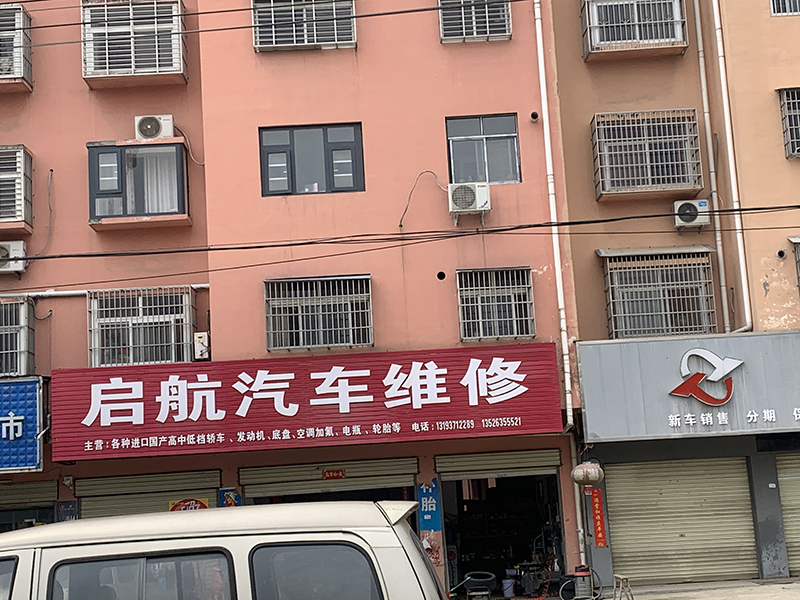 启航汽车维修
主营：各种进口国产高中低档轿车、发动机、底盘、空调加氟、电瓶、轮胎等 电话：13193712289 13526355521
市
新车销售 分期 保
补胎